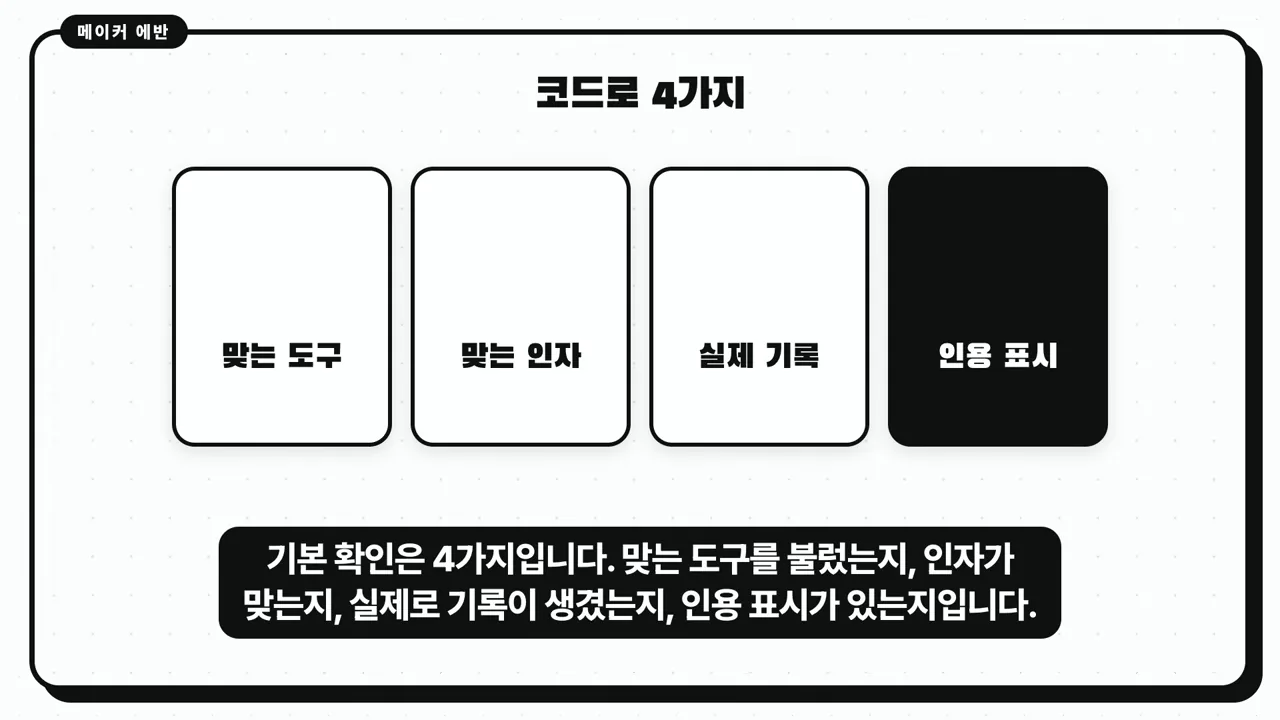 메이커 에반
코드로 4가지
맞는 도구
맞는 인자
실제 기록
인용 표시
기본 확인은 4가지입니다. 맞는 도구를 불렀는지, 인자가
맞는지, 실제로 기록이 생겼는지, 인용 표시가 있는지입니다.